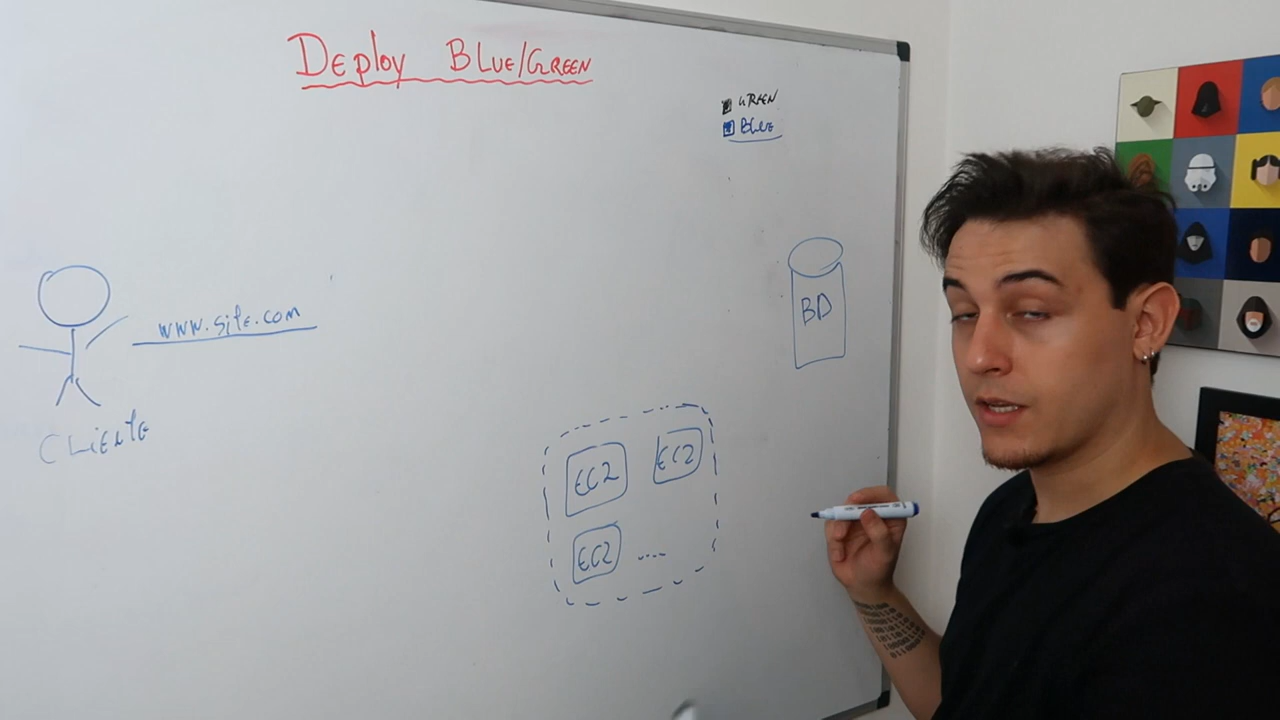 Deploy Blue/Green
GREEN
Blue
www.site.com
BD
Cliente
EC2 EC2
EC2 ....